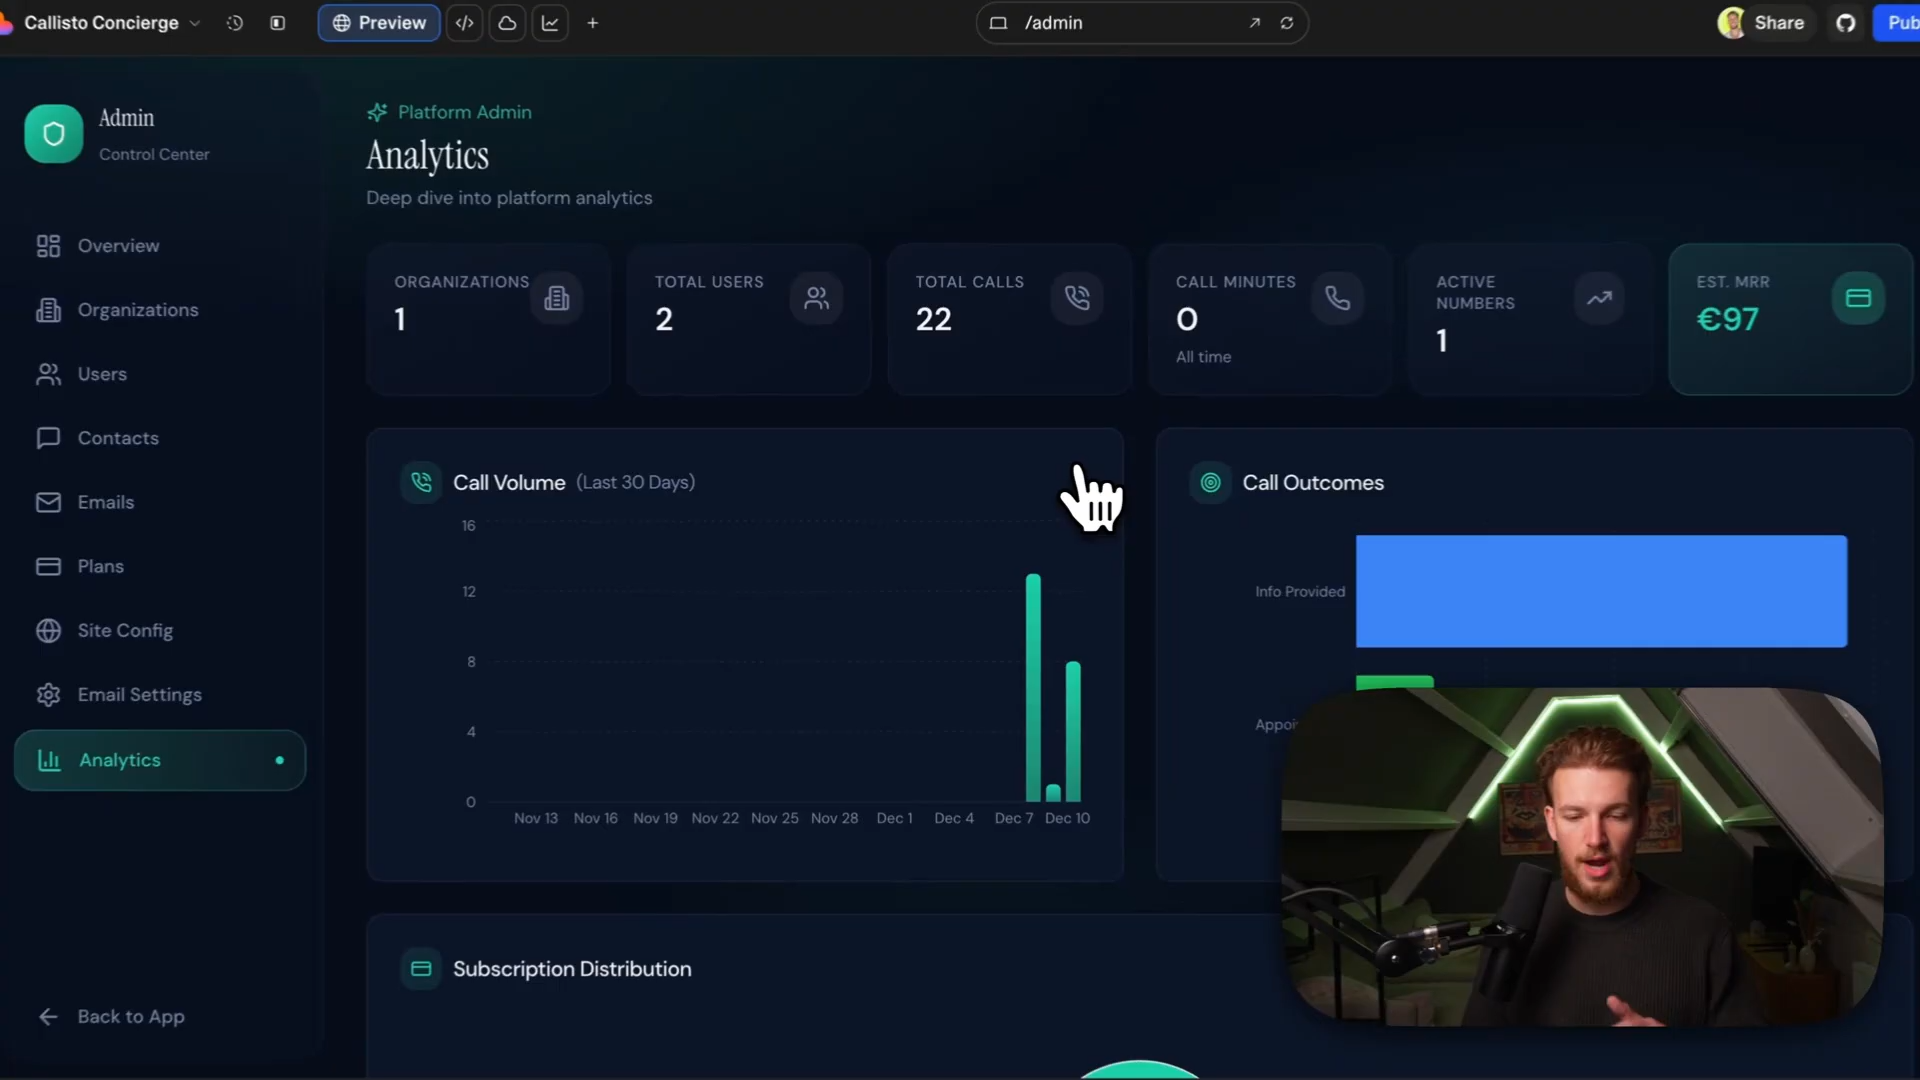 Callisto Concierge
Preview
/admin
Share
Pub
Admin
Control Center
Overview
Organizations
Users
Contacts
Emails
Plans
Site Config
Email Settings
Analytics
Back to App
Platform Admin
Analytics
Deep dive into platform analytics
ORGANIZATIONS
1
TOTAL USERS
2
TOTAL CALLS
22
CALL MINUTES
0
All time
ACTIVE
NUMBERS
1
EST. MRR
€97
Call Volume (Last 30 Days)
16
12
8
4
0
Nov 13 Nov 16 Nov 19 Nov 22 Nov 25 Nov 28 Dec 1 Dec 4 Dec 7 Dec 10
Call Outcomes
Info Provided
Appoi
Subscription Distribution